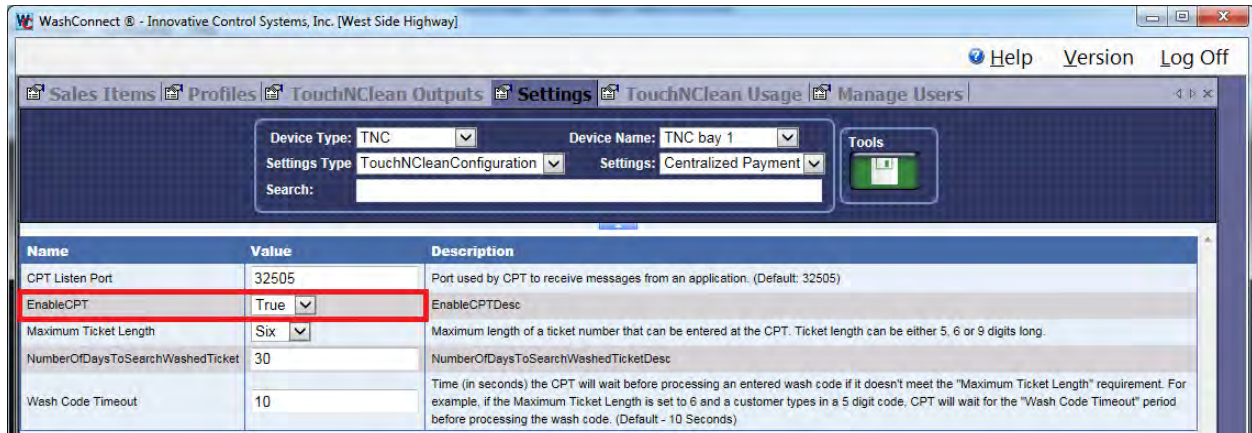 WashConnect ® - Innovative Control Systems, Inc. [West Side Highway]
Help Version Log Off
Sales Items Profiles TouchNClean Outputs Settings TouchNClean Usage Manage Users
Device Type: TNC Device Name: TNC bay 1
Settings Type TouchNCleanConfiguration Settings: Centralized Payment
Search:
Tools
Name Value Description
CPT Listen Port 32505 Port used by CPT to receive messages from an application. (Default: 32505)
EnableCPT True EnableCPTDesc
Maximum Ticket Length Six Maximum length of a ticket number that can be entered at the CPT. Ticket length can be either 5, 6 or 9 digits long.
NumberOfDaysToSearchWashedTicket 30 NumberOfDaysToSearchWashedTicketDesc
Wash Code Timeout 10 Time (in seconds) the CPT will wait before processing an entered wash code if it doesn't meet the "Maximum Ticket Length" requirement. For
example, if the Maximum Ticket Length is set to 6 and a customer types in a 5 digit code, CPT will wait for the "Wash Code Timeout" period
before processing the wash code. (Default - 10 Seconds)